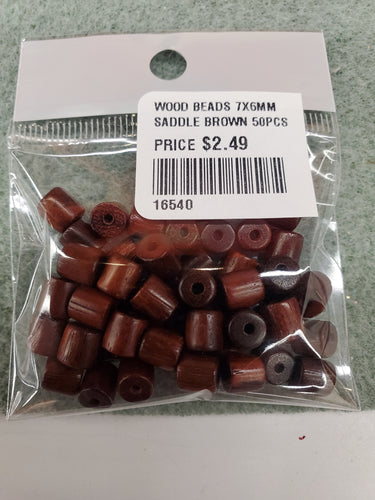 WOOD BEADS 7X6MM
SADDLE BROWN 50PCS
PRICE $2.49
16540